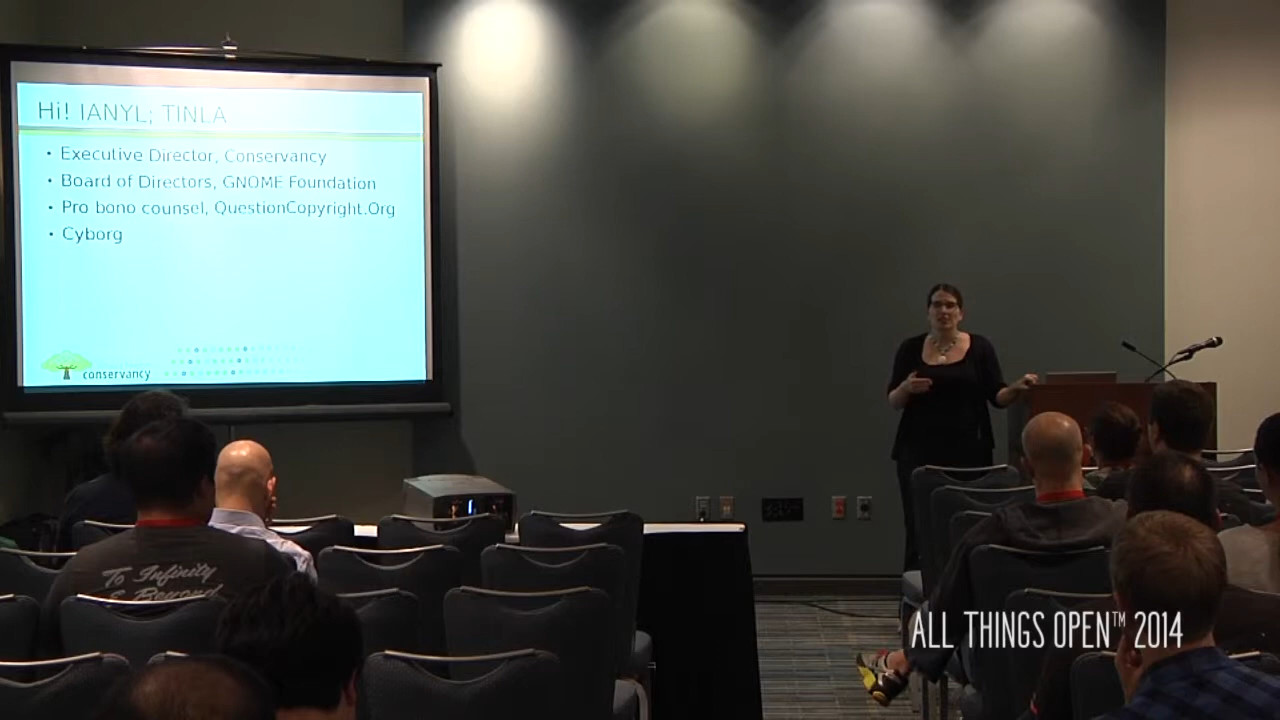 Hi! IANYL; TINLA
• Executive Director, Conservancy
• Board of Directors, GNOME Foundation
• Pro bono counsel, QuestionCopyright.Org
• Cyborg
conservancy
To Infinity
& Beyond
ALL THINGS OPEN™ 2014